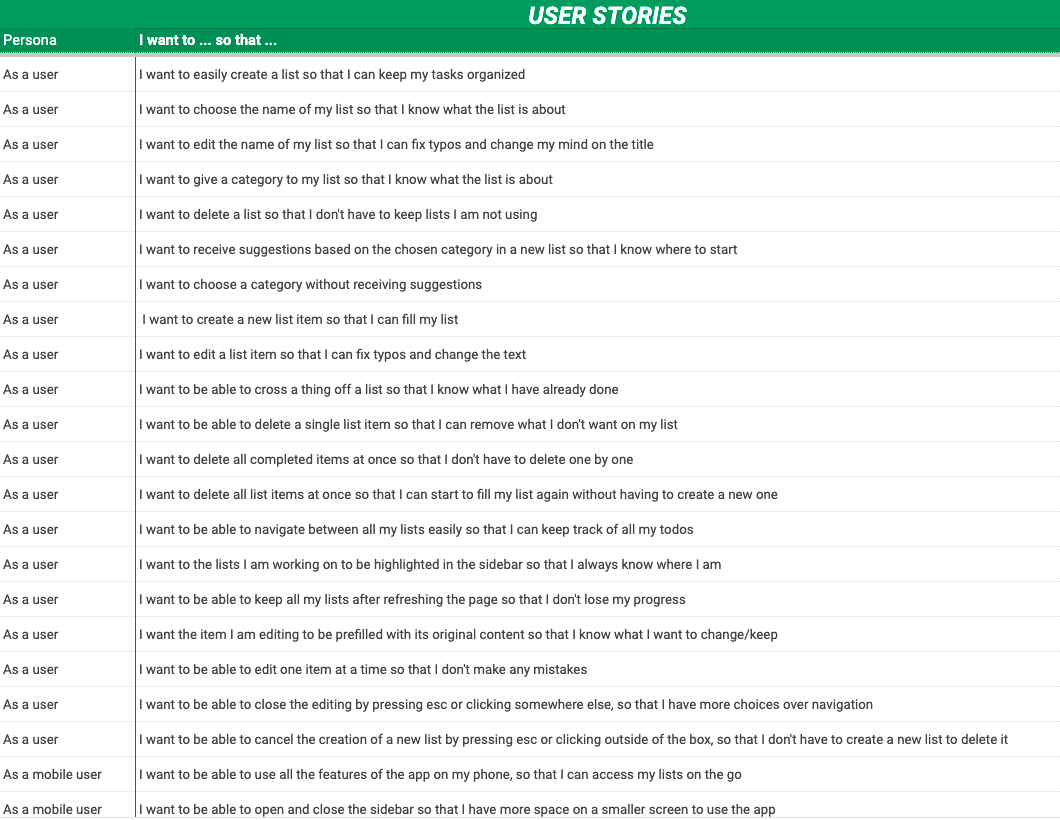 USER STORIES
Persona I want to ... so that ...
As a user I want to easily create a list so that I can keep my tasks organized
As a user I want to choose the name of my list so that I know what the list is about
As a user I want to edit the name of my list so that I can fix typos and change my mind on the title
As a user I want to give a category to my list so that I know what the list is about
As a user I want to delete a list so that I don't have to keep lists I am not using
As a user I want to receive suggestions based on the chosen category in a new list so that I know where to start
As a user I want to choose a category without receiving suggestions
As a user I want to create a new list item so that I can fill my list
As a user I want to edit a list item so that I can fix typos and change the text
As a user I want to be able to cross a thing off a list so that I know what I have already done
As a user I want to be able to delete a single list item so that I can remove what I don't want on my list
As a user I want to delete all completed items at once so that I don't have to delete one by one
As a user I want to delete all list items at once so that I can start to fill my list again without having to create a new one
As a user I want to be able to navigate between all my lists easily so that I can keep track of all my todos
As a user I want to the lists I am working on to be highlighted in the sidebar so that I always know where I am
As a user I want to be able to keep all my lists after refreshing the page so that I don't lose my progress
As a user I want the item I am editing to be prefilled with its original content so that I know what I want to change/keep
As a user I want to be able to edit one item at a time so that I don't make any mistakes
As a user I want to be able to close the editing by pressing esc or clicking somewhere else, so that I have more choices over navigation
As a user I want to be able to cancel the creation of a new list by pressing esc or clicking outside of the box, so that I don't have to create a new list to delete it
As a mobile user I want to be able to use all the features of the app on my phone, so that I can access my lists on the go
As a mobile user I want to be able to open and close the sidebar so that I have more space on a smaller screen to use the app